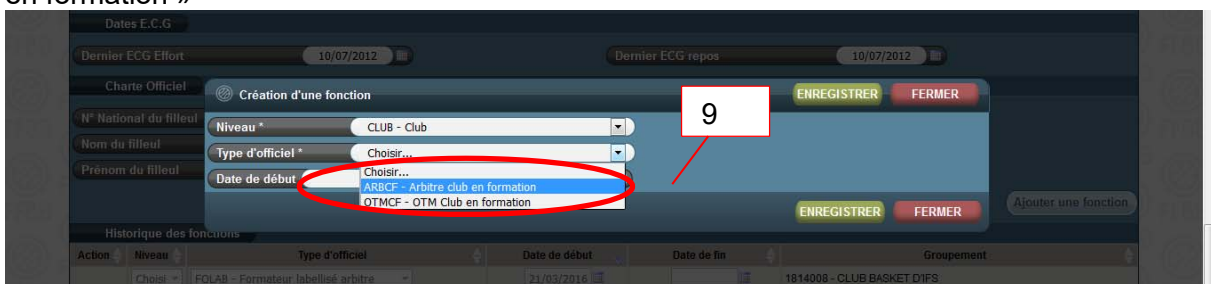 en formation »
Dates E.C.G
Dernier ECG Effort 10/07/2012 Dernier ECG repos 10/07/2012
Charte Officiel
Création d'une fonction ENREGISTRER FERMER
9
N° National du filleul
Niveau * CLUB - Club
Nom du filleul
Type d'officiel * Choisir...
Prénom du filleul
Date de début
Choisir...
ARBCF - Arbitre club en formation
OTMCF - OTM Club en formation
ENREGISTRER FERMER
Ajouter une fonction
Historique des fonctions
Action Niveau Type d'officiel Date de début Date de fin Groupement
Choisi FOLAB - Formateur labellisé arbitre 21/03/2016 1814008 - CLUB BASKET D'IFS